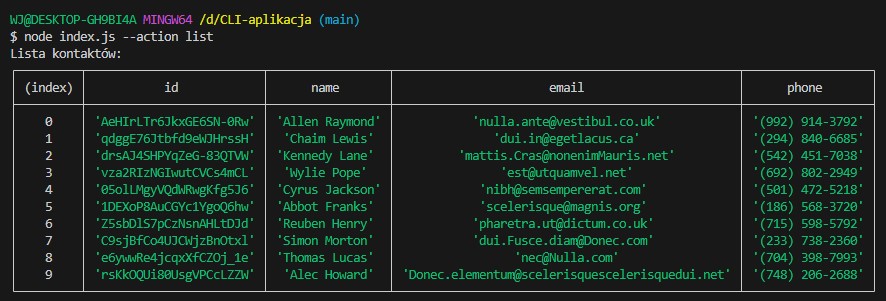 WJ@DESKTOP-GH9BI4A MINGW64 /d/CLI-aplikacja (main)
$ node index.js --action list
Lista kontaktów:
(index) id name email phone
0 'AeHIrLTr6JkxGE6SN-0Rw' 'Allen Raymond' 'nulla.ante@vestibul.co.uk' '(992) 914-3792'
1 'qdggE76Jtbfd9eWJHrssH' 'Chaim Lewis' 'dui.in@egetlacus.ca' '(294) 840-6685'
2 'drsAJ4SHPYqZeG-83QTVW' 'Kennedy Lane' 'mattis.Cras@nonenimMauris.net' '(542) 451-7038'
3 'vza2RIzNGIwutCVCs4mCL' 'Wylie Pope' 'est@utquamvel.net' '(692) 802-2949'
4 '05olLMgyVQdWRwgKfg5J6' 'Cyrus Jackson' 'nibh@semsempererat.com' '(501) 472-5218'
5 '1DEXoP8AuCGYc1YgoQ6hw' 'Abbot Franks' 'scelerisque@magnis.org' '(186) 568-3720'
6 'Z5sbDlS7pCzNsnAHLtDJd' 'Reuben Henry' 'pharetra.ut@dictum.co.uk' '(715) 598-5792'
7 'C9sjBfCo4UJCWjzBnOtxl' 'Simon Morton' 'dui.Fusce.diam@Donec.com' '(233) 738-2360'
8 'e6ywwRe4jcqxXfCZOj_1e' 'Thomas Lucas' 'nec@Nulla.com' '(704) 398-7993'
9 'rsKkOQUi80UsgVPCcLZZW' 'Alec Howard' 'Donec.elementum@scelerisquescelerisquedui.net' '(748) 206-2688'